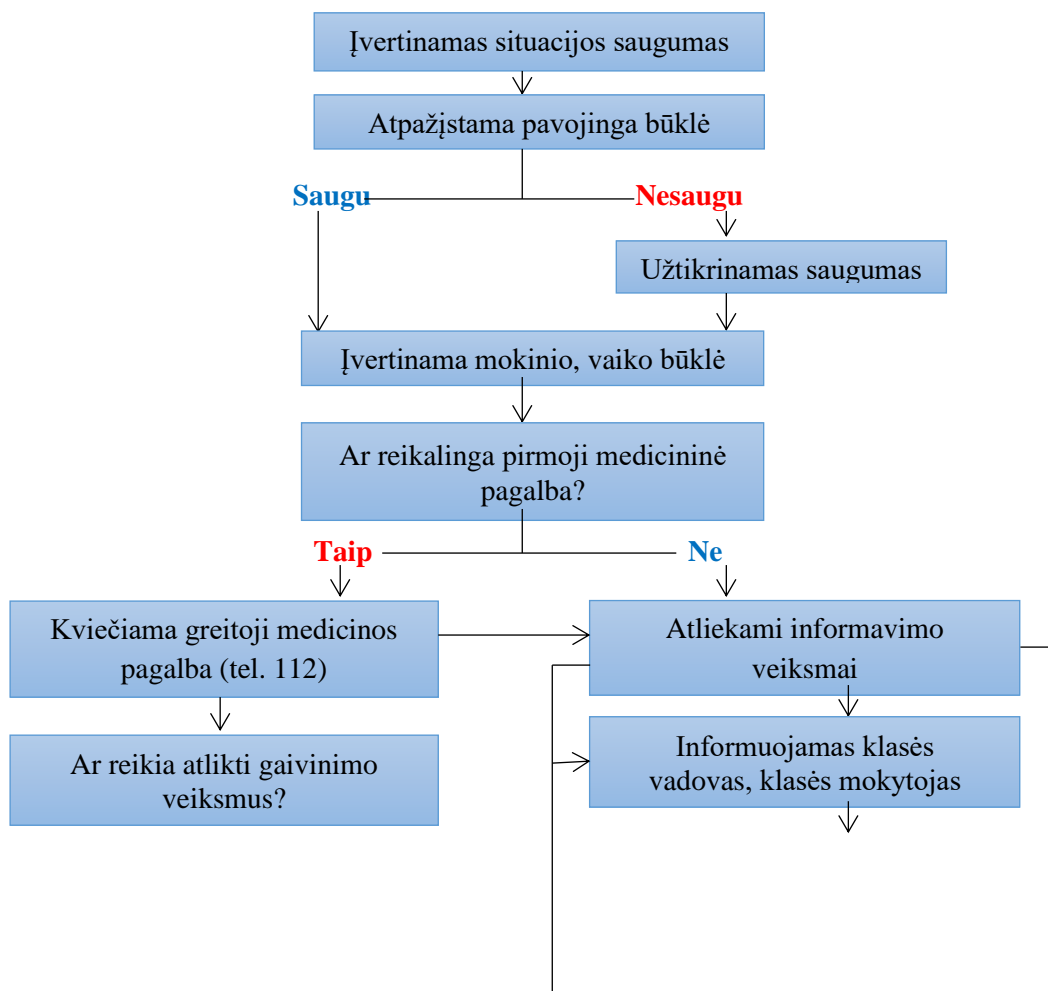 Įvertinamas situacijos saugumas
Atpažįstama pavojinga būklė
Saugu
Nesaugu
Užtikrinamas saugumas
Įvertinama mokinio, vaiko būklė
Ar reikalinga pirmoji medicininė
pagalba?
Taip
Ne
Kviečiama greitoji medicinos
pagalba (tel. 112)
Atliekami informavimo
veiksmai
Ar reikia atlikti gaivinimo
veiksmus?
Informuojamas klasės
vadovas, klasės mokytojas